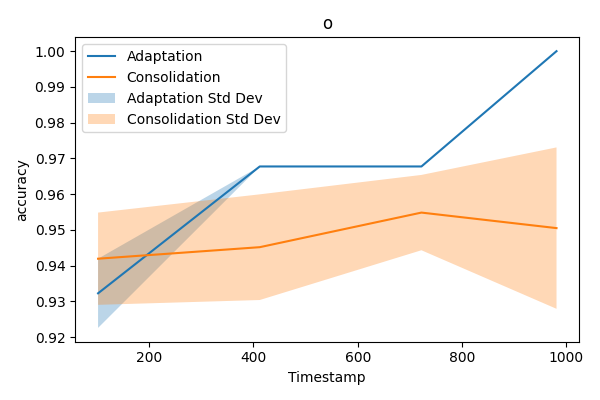 o
1.00
0.99
0.98
0.97
0.96
0.95
0.94
0.93
0.92
accuracy
Adaptation
Consolidation
Adaptation Std Dev
Consolidation Std Dev
200 400 600 800 1000
Timestamp